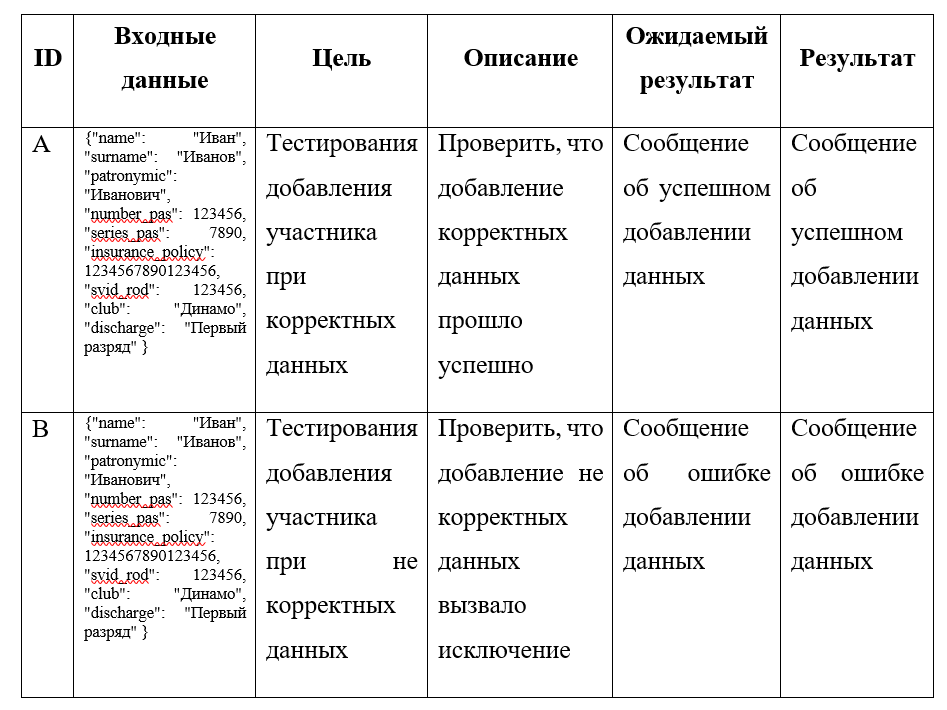 ID
Входные
данные
Цель
Описание
Ожидаемый
результат
Результат
A
{"name": "Иван",
"surname": "Иванов",
"patronymic":
"Иванович",
"number_pas": 123456,
"series_pas": 7890,
"insurance_policy":
1234567890123456,
"svid_rod": 123456,
"club": "Динамо",
"discharge": "Первый
разряд" }
Тестирования
добавления
участника
при
корректных
данных
Проверить, что
добавление
корректных
данных
прошло
успешно
Сообщение
об успешном
добавлении
данных
Сообщение
об
успешном
добавлении
данных
B
{"name": "Иван",
"surname": "Иванов",
"patronymic":
"Иванович",
"number_pas": 123456,
"series_pas": 7890,
"insurance_policy":
1234567890123456,
"svid_rod": 123456,
"club": "Динамо",
"discharge": "Первый
разряд" }
Тестирования
добавления
участника
при не
корректных
данных
Проверить, что
добавление не
корректных
данных
вызвало
исключение
Сообщение
об ошибке
добавлении
данных
Сообщение
об ошибке
добавлении
данных